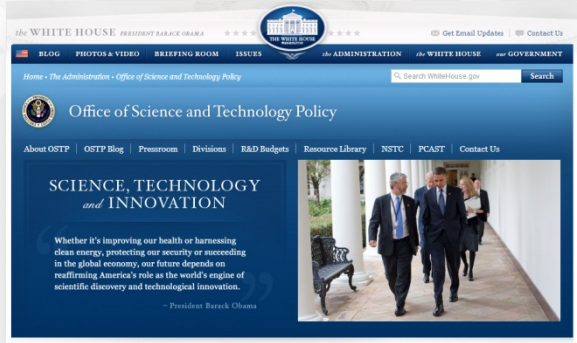 the WHITE HOUSE PRESIDENT BARACK OBAMA
THE WHITE HOUSE
WASHINGTON
Get Email Updates
Contact Us
BLOG PHOTOS & VIDEO BRIEFING ROOM ISSUES the ADMINISTRATION the WHITE HOUSE our GOVERNMENT
Home • The Administration • Office of Science and Technology Policy
Search WhiteHouse.gov
Search
Office of Science and Technology Policy
About OSTP OSTP Blog Pressroom Divisions R&D Budgets Resource Library NSTC PCAST Contact Us
SCIENCE, TECHNOLOGY
and INNOVATION
Whether it's improving our health or harnessing
clean energy, protecting our security or succeeding
in the global economy, our future depends on
reaffirming America's role as the world's engine of
scientific discovery and technological innovation.
~ President Barack Obama